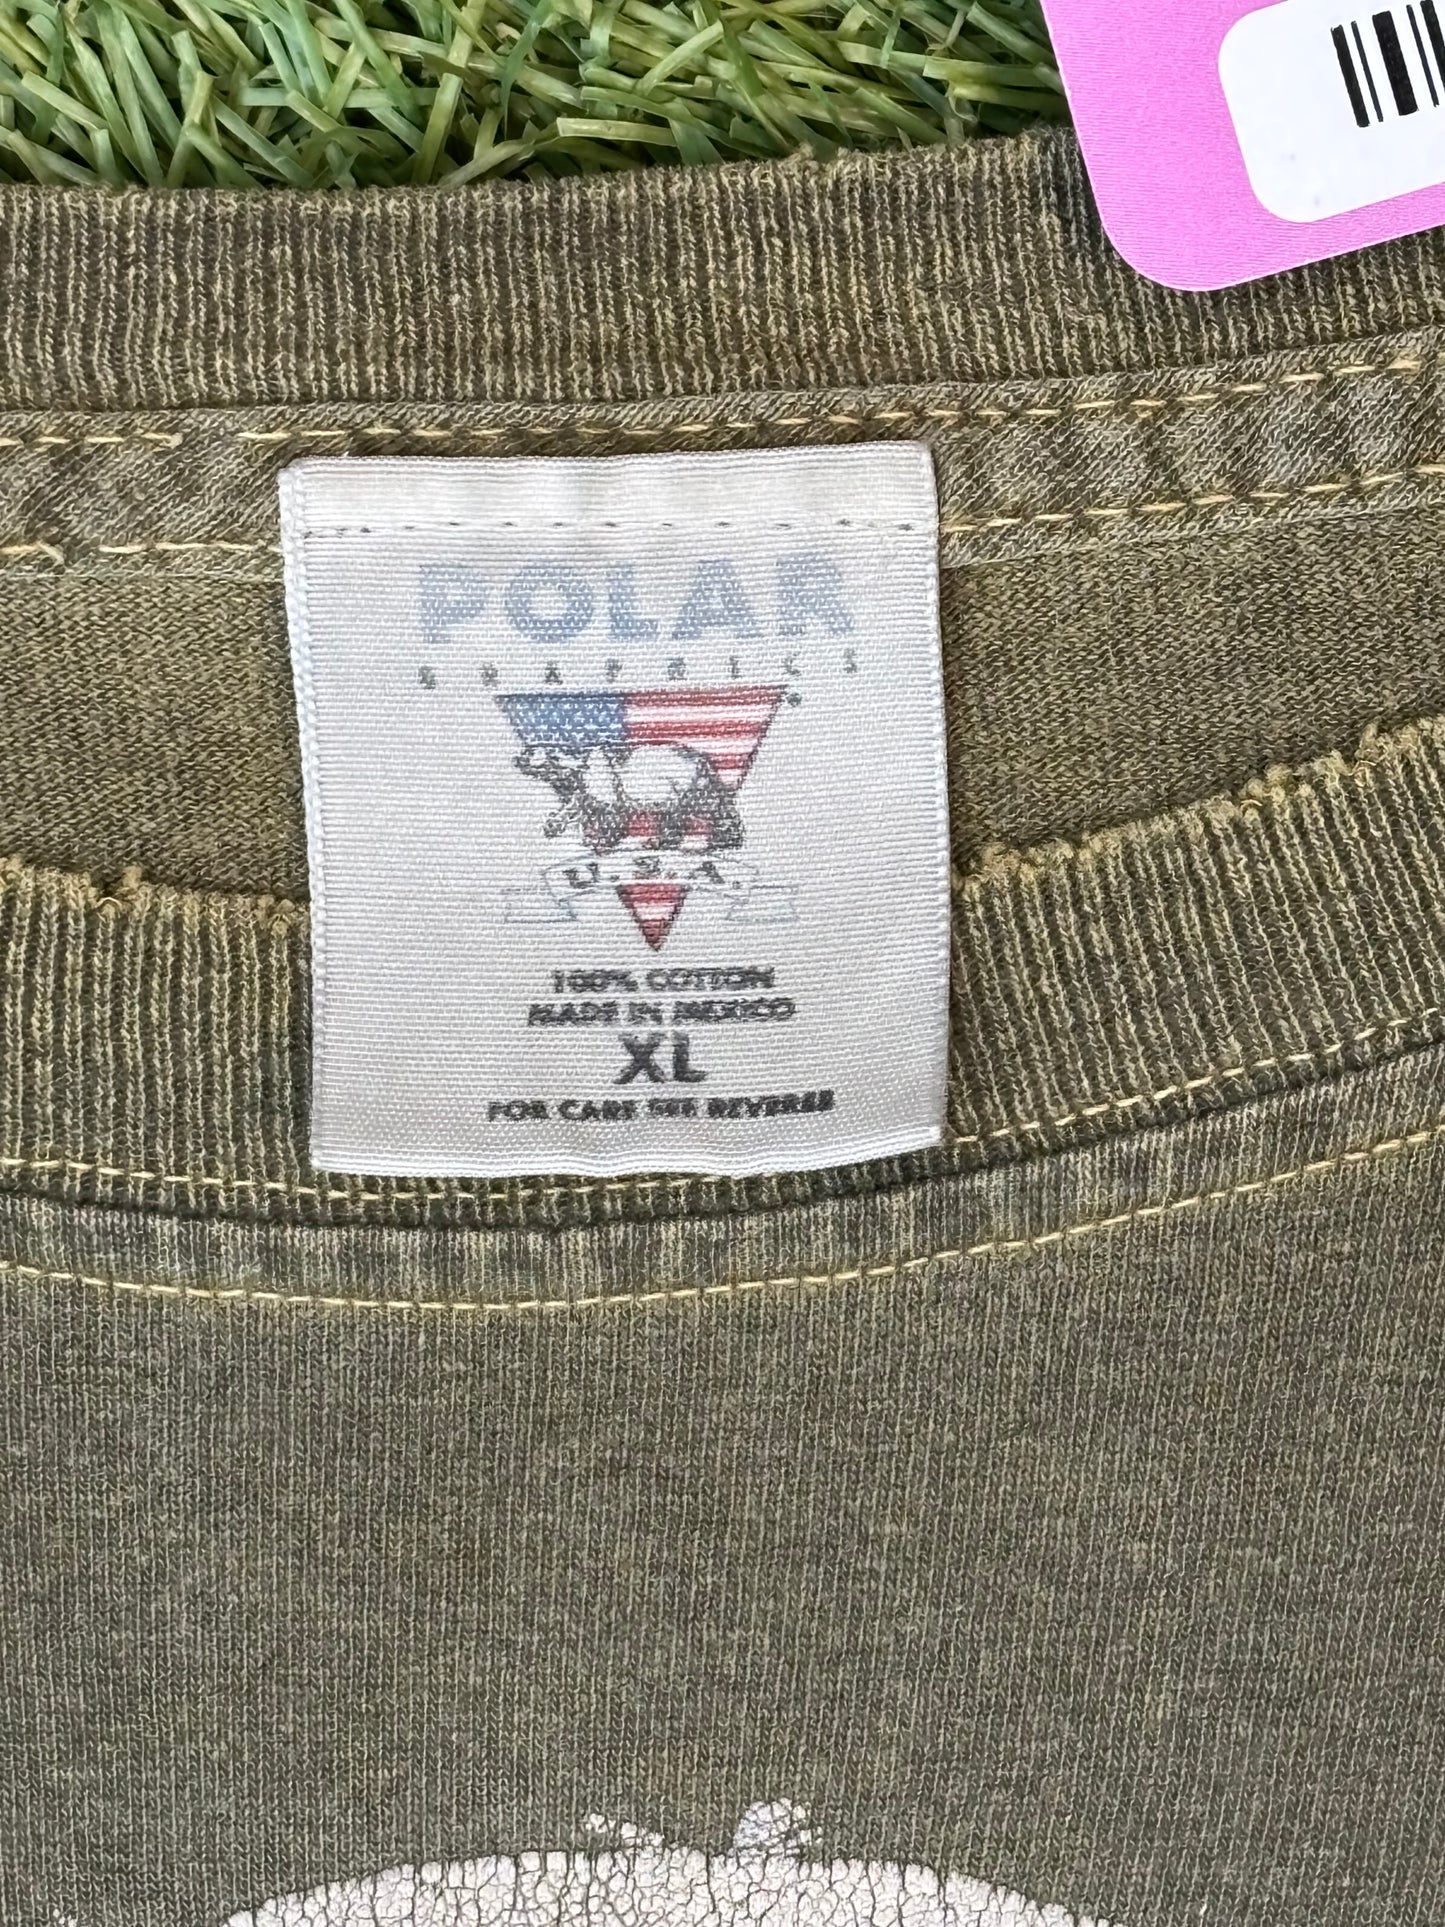 POLAR
GRAPHICS
U.S.A.
100% COTTON
MADE IN MEXICO
XL
FOR CARE SEE REVERSE